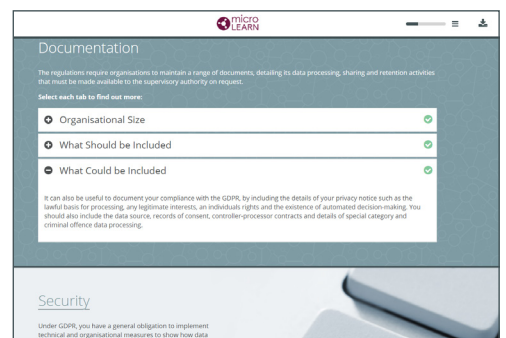 micro
LEARN
Documentation
The regulations require organisations to maintain a range of documents, detailing its data processing, sharing and retention activities
that must be made available to the supervisory authority on request.
Select each tab to find out more:
Organisational Size
What Should be Included
What Could be Included
It can also be useful to document your compliance with the GDPR, by including the details of your privacy notice such as the
lawful basis for processing, any legitimate interests, an individuals rights and the existence of automated decision-making. You
should also include the data source, records of consent, controller-processor contracts and details of special category and
criminal offence data processing.
Security
Under GDPR, you have a general obligation to implement
technical and organisational measures to show how data